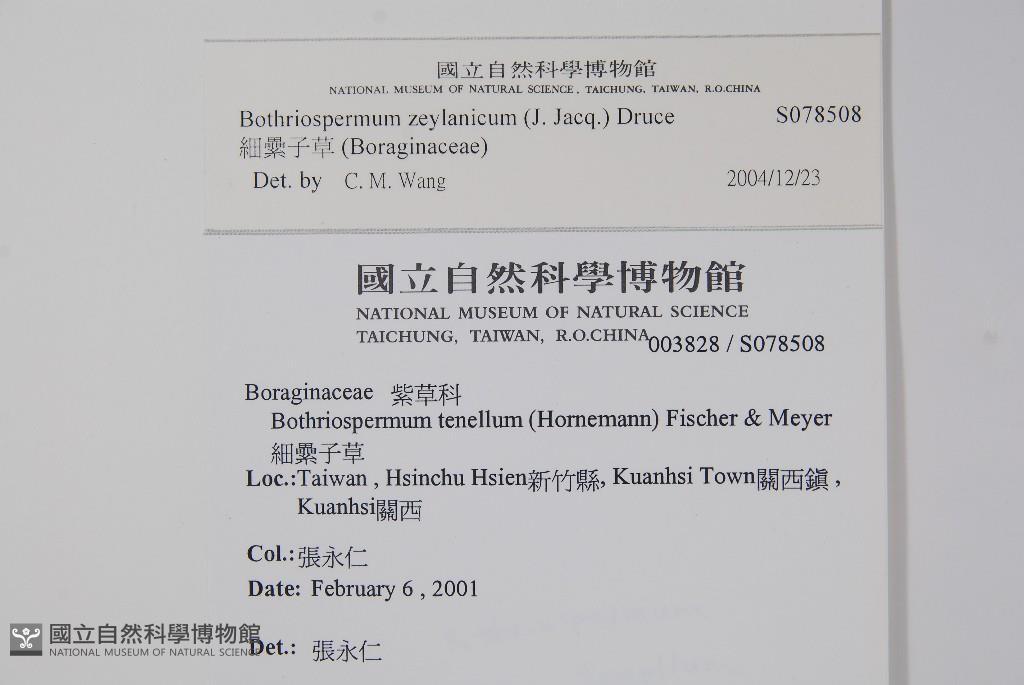 國立自然科學博物館
NATIONAL MUSEUM OF NATURAL SCIENCE , TAICHUNG, TAIWAN, R.O.CHINA
Bothriospermum zeylanicum (J. Jacq.) Druce S078508
細纍子草 (Boraginaceae)
Det. by C. M. Wang 2004/12/23
國立自然科學博物館
NATIONAL MUSEUM OF NATURAL SCIENCE
TAICHUNG, TAIWAN, R.O.CHINA 003828 / S078508
Boraginaceae 紫草科
Bothriospermum tenellum (Hornemann) Fischer & Meyer
細纍子草
Loc.:Taiwan , Hsinchu Hsien新竹縣, Kuanhsi Town關西鎮 ,
Kuanhsi關西
Col.:張永仁
Date: February 6 , 2001
Det.: 張永仁
國立自然科學博物館
NATIONAL MUSEUM OF NATURAL SCIENCE